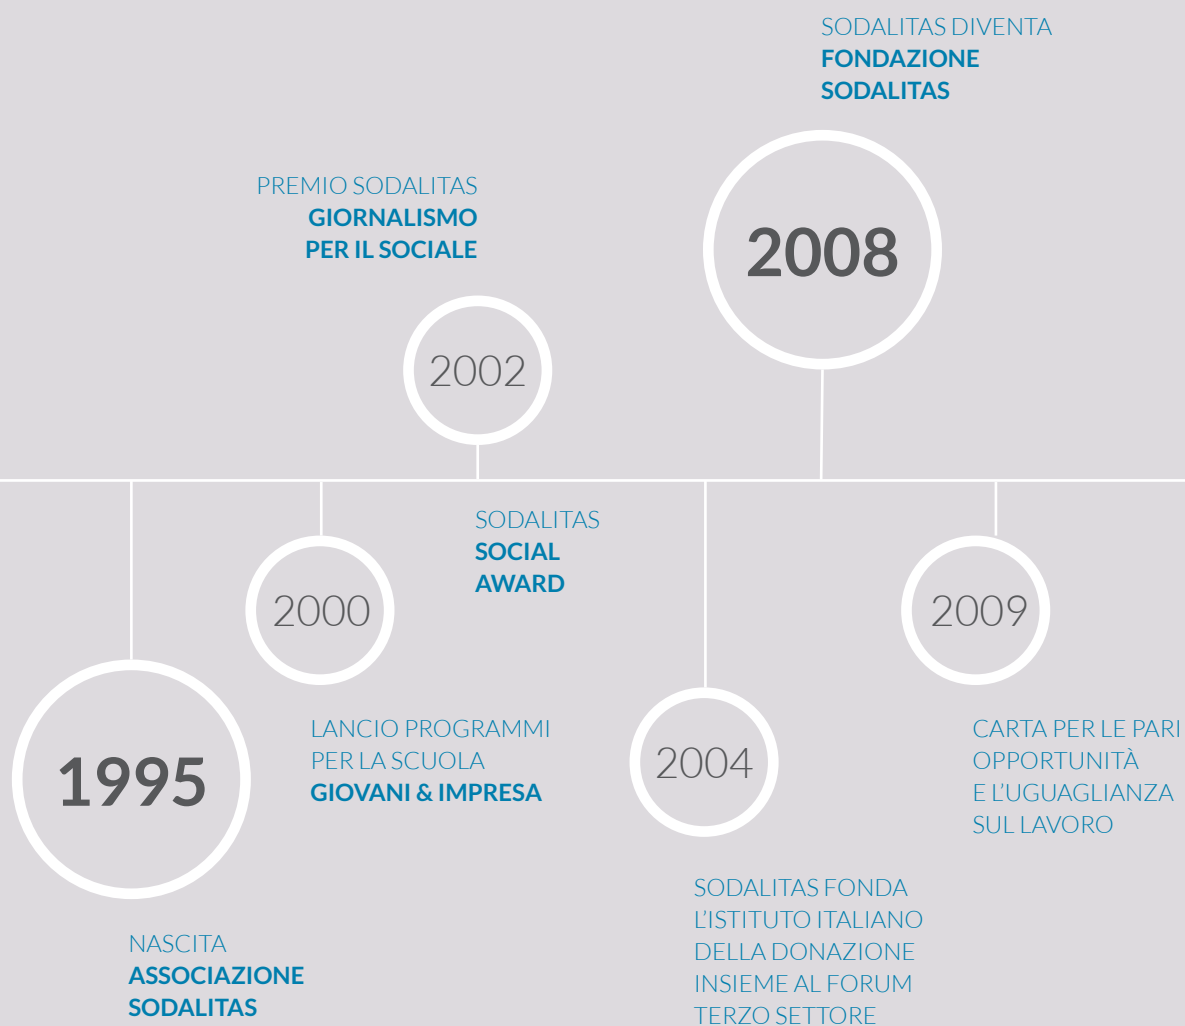 SODALITAS DIVENTA
FONDAZIONE
SODALITAS
2008
PREMIO SODALITAS
GIORNALISMO
PER IL SOCIALE
2002
SODALITAS
SOCIAL
AWARD
1995
NASCITA
ASSOCIAZIONE
SODALITAS
2000
LANCIO PROGRAMMI
PER LA SCUOLA
GIOVANI & IMPRESA
2004
SODALITAS FONDA
L'ISTITUTO ITALIANO
DELLA DONAZIONE
INSIEME AL FORUM
TERZO SETTORE
2009
CARTA PER LE PARI
OPPORTUNITÀ
E L'UGUAGLIANZA
SUL LAVORO